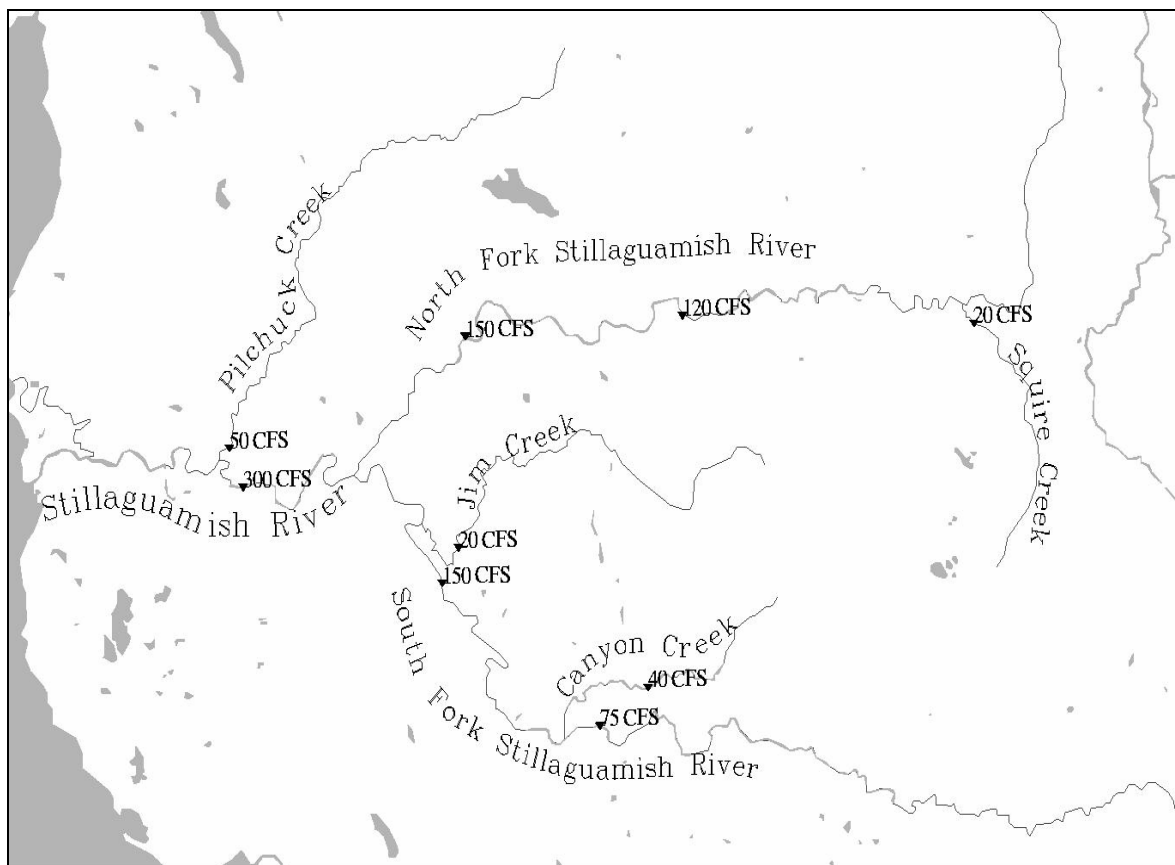 Pilchuck Creek
North Fork Stillaguamish River
150 CFS
120 CFS
20 CFS
Squire Creek
50 CFS
300 CFS
Stillaguamish River
Jim Creek
20 CFS
150 CFS
South Fork Stillaguamish River
Canyon Creek
40 CFS
75 CFS